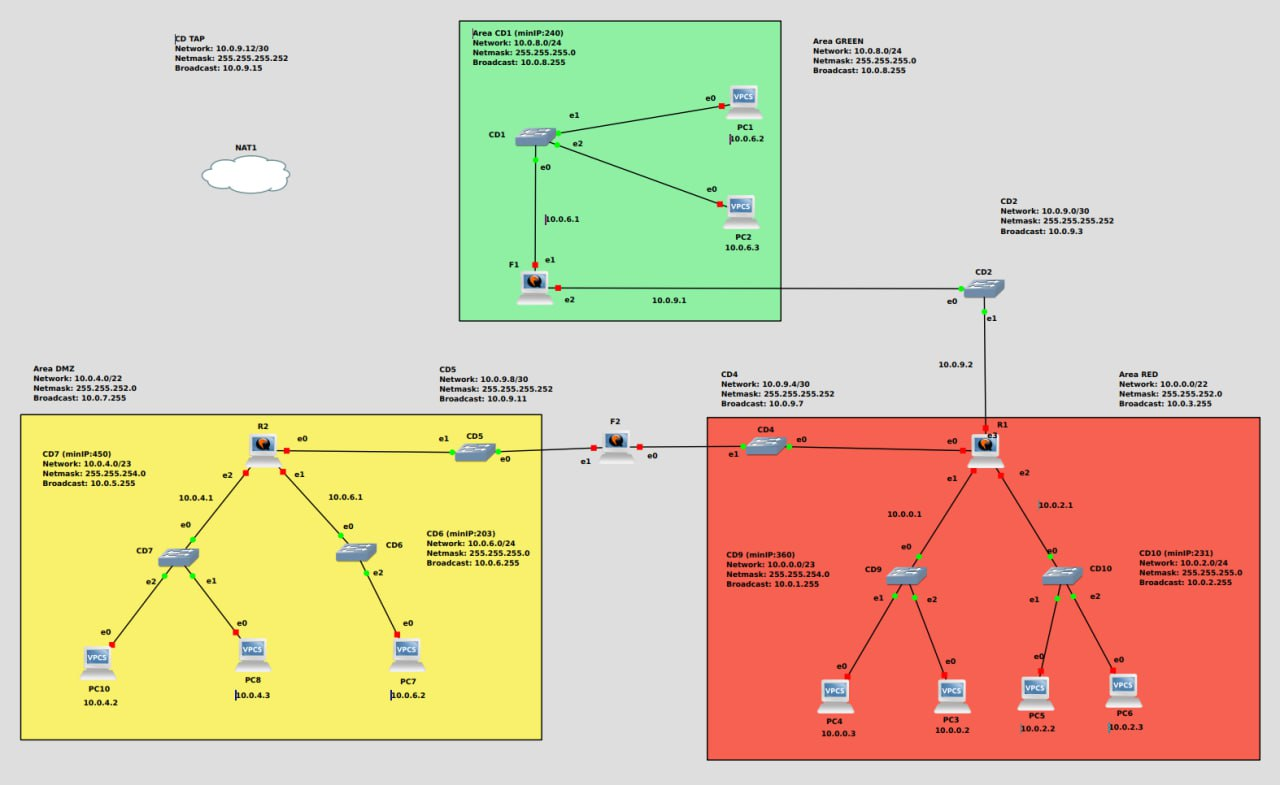 CD TAP
Network: 10.0.9.12/30
Netmask: 255.255.255.252
Broadcast: 10.0.9.15
NAT1
Area CD1 (minIP:240)
Network: 10.0.8.0/24
Netmask: 255.255.255.0
Broadcast: 10.0.8.255
Area GREEN
Network: 10.0.8.0/24
Netmask: 255.255.255.0
Broadcast: 10.0.8.255
CD1
e1
e2
e0
e0
VPCS
PC1
10.0.6.2
e0
VPCS
PC2
10.0.6.3
10.0.6.1
F1
e1
e2
10.0.9.1
CD2
Network: 10.0.9.0/30
Netmask: 255.255.255.252
Broadcast: 10.0.9.3
CD2
e0
e1
10.0.9.2
Area DMZ
Network: 10.0.4.0/22
Netmask: 255.255.252.0
Broadcast: 10.0.7.255
CD5
Network: 10.0.9.8/30
Netmask: 255.255.255.252
Broadcast: 10.0.9.11
CD4
Network: 10.0.9.4/30
Netmask: 255.255.255.252
Broadcast: 10.0.9.7
Area RED
Network: 10.0.0.0/22
Netmask: 255.255.252.0
Broadcast: 10.0.3.255
R2
e0
e2
e1
e1
CD5
e0
F2
e1
e0
CD4
e1
e0
R1
e3
e0
e1
e2
CD7 (minIP:450)
Network: 10.0.4.0/23
Netmask: 255.255.254.0
Broadcast: 10.0.5.255
10.0.4.1
10.0.6.1
e0
CD7
e2
e1
e0
CD6
e2
CD6 (minIP:203)
Network: 10.0.6.0/24
Netmask: 255.255.255.0
Broadcast: 10.0.6.255
e0
VPCS
PC10
10.0.4.2
e0
VPCS
PC8
10.0.4.3
e0
VPCS
PC7
10.0.6.2
10.0.0.1
10.0.2.1
CD9 (minIP:360)
Network: 10.0.0.0/23
Netmask: 255.255.254.0
Broadcast: 10.0.1.255
e0
CD9
e1
e2
e0
CD10
e1
e2
CD10 (minIP:231)
Network: 10.0.2.0/24
Netmask: 255.255.255.0
Broadcast: 10.0.2.255
e0
VPCS
PC4
10.0.0.3
e0
VPCS
PC3
10.0.0.2
e0
VPCS
PC5
10.0.2.2
e0
VPCS
PC6
10.0.2.3